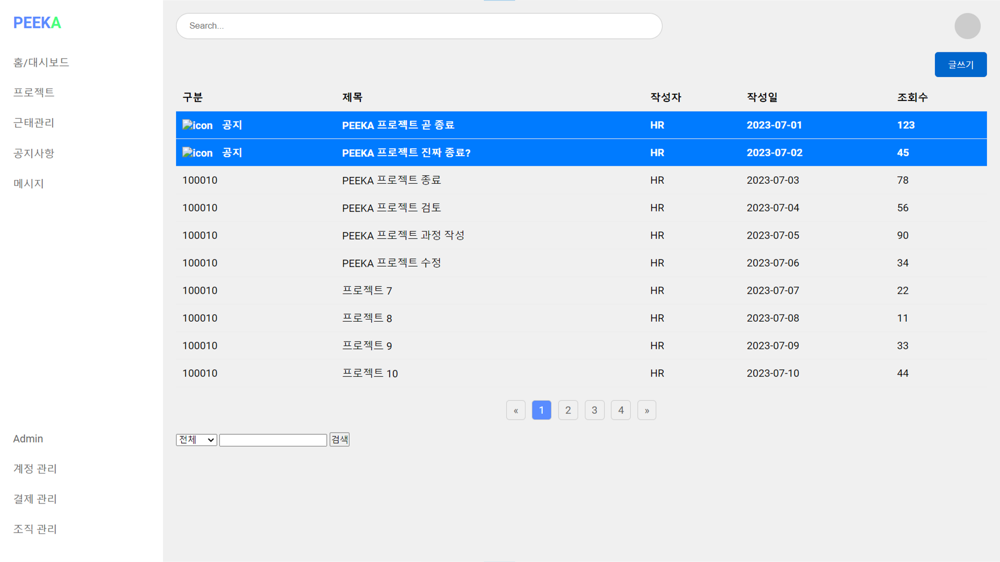 PEEKA
홈/대시보드
프로젝트
근태관리
공지사항
메시지
Admin
계정 관리
결제 관리
조직 관리
Search...
글쓰기
구분 제목 작성자 작성일 조회수
icon 공지 PEEKA 프로젝트 곧 종료 HR 2023-07-01 123
icon 공지 PEEKA 프로젝트 진짜 종료? HR 2023-07-02 45
100010 PEEKA 프로젝트 종료 HR 2023-07-03 78
100010 PEEKA 프로젝트 검토 HR 2023-07-04 56
100010 PEEKA 프로젝트 과정 작성 HR 2023-07-05 90
100010 PEEKA 프로젝트 수정 HR 2023-07-06 34
100010 프로젝트 7 HR 2023-07-07 22
100010 프로젝트 8 HR 2023-07-08 11
100010 프로젝트 9 HR 2023-07-09 33
100010 프로젝트 10 HR 2023-07-10 44
« 1 2 3 4 »
전체 검색